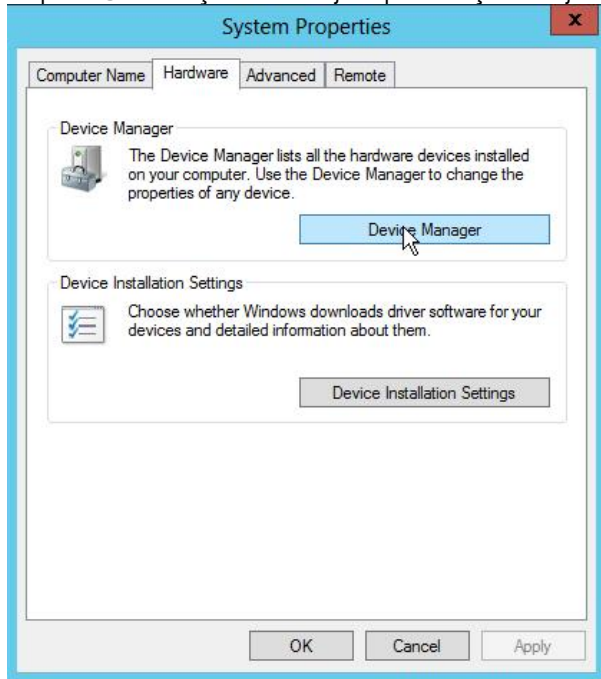 System Properties
x
Computer Name
Hardware
Advanced
Remote
Device Manager
The Device Manager lists all the hardware devices installed
on your computer. Use the Device Manager to change the
properties of any device.
Device Manager
Device Installation Settings
Choose whether Windows downloads driver software for your
devices and detailed information about them.
Device Installation Settings
OK
Cancel
Apply